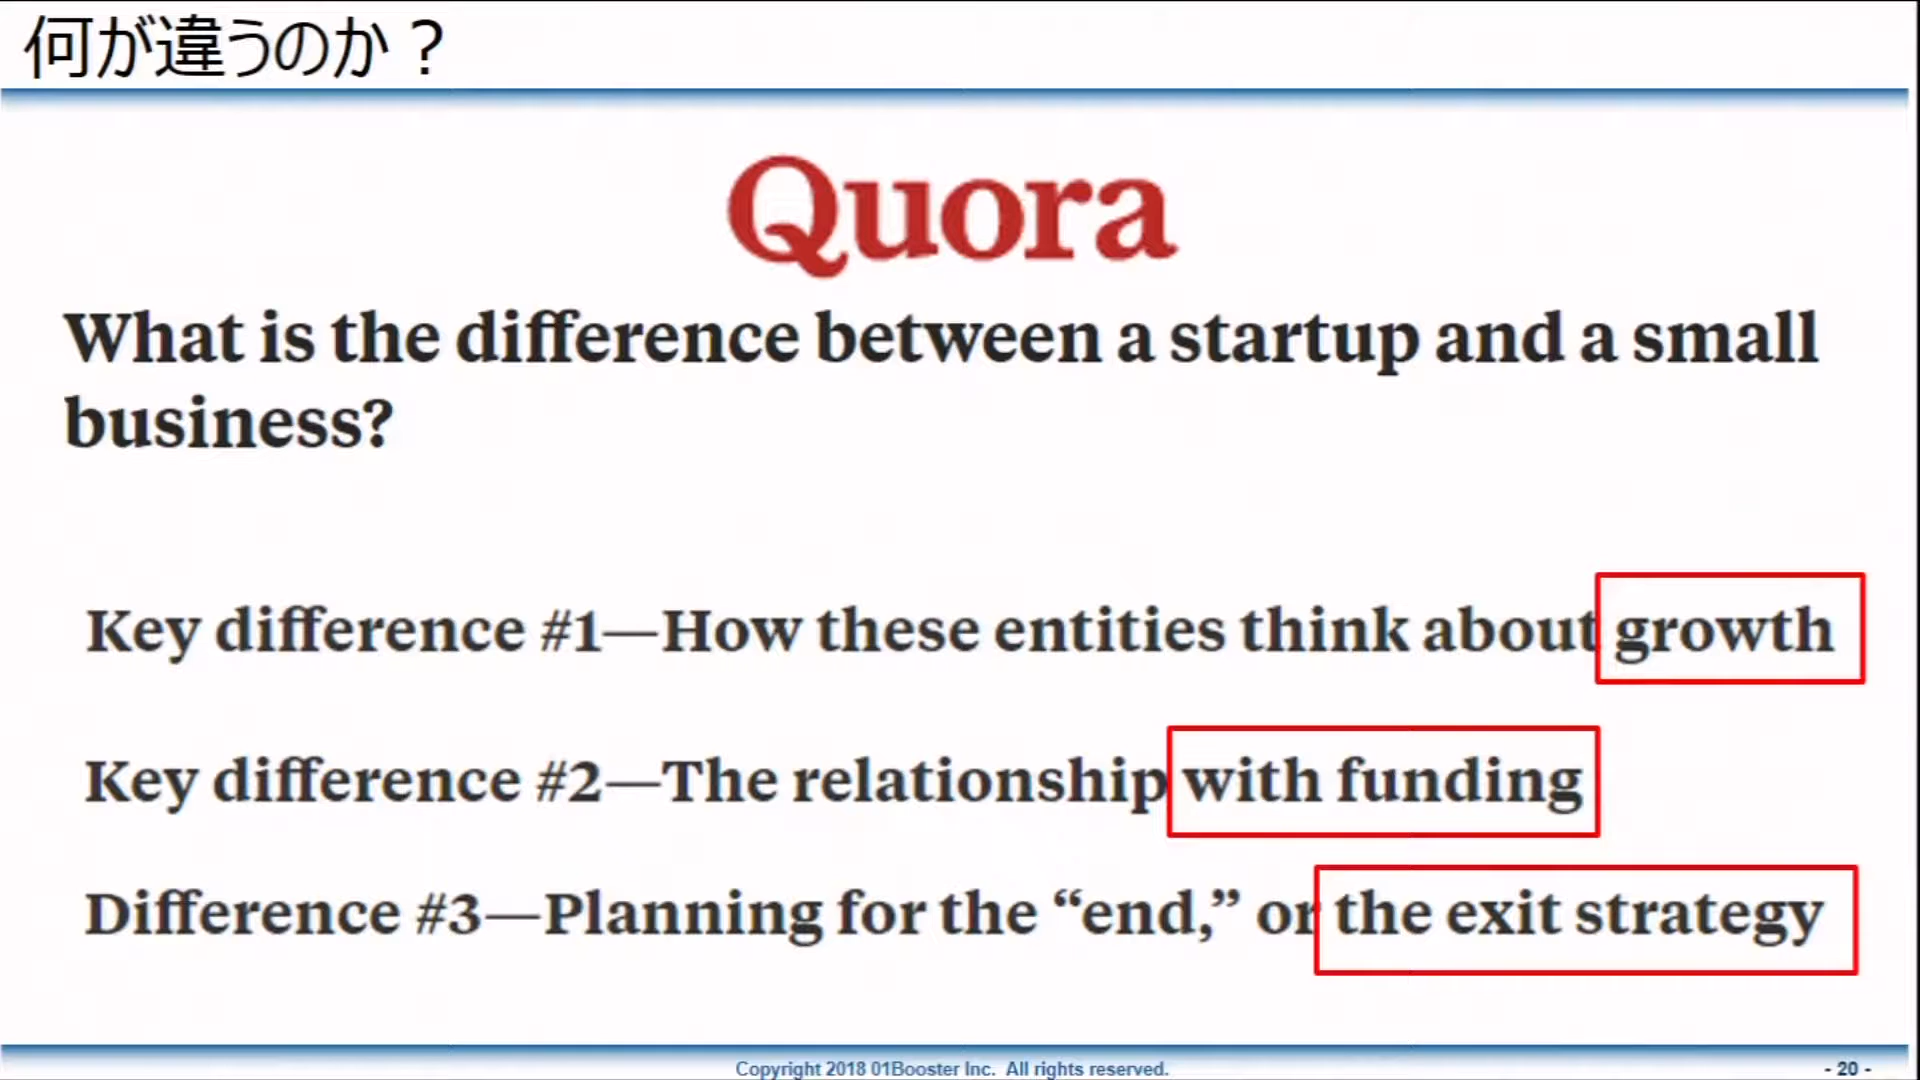 何が違うのか？
Quora
What is the difference between a startup and a small
business?
Key difference #1—How these entities think about growth
Key difference #2—The relationship with funding
Difference #3—Planning for the “end,” or the exit strategy
Copyright 2018 01Booster Inc. All rights reserved.
- 20 -